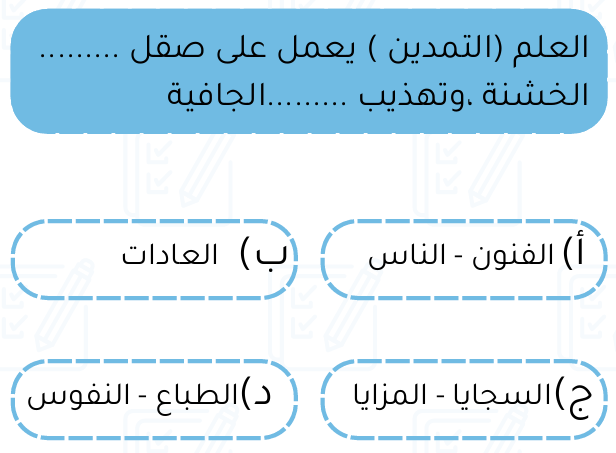 العلم (التمدين ) يعمل على صقل .........
الخشنة ،وتهذيب .........الجافية
أ) الفنون - الناس
ب) العادات
ج)السجايا - المزايا
د)الطباع - النفوس